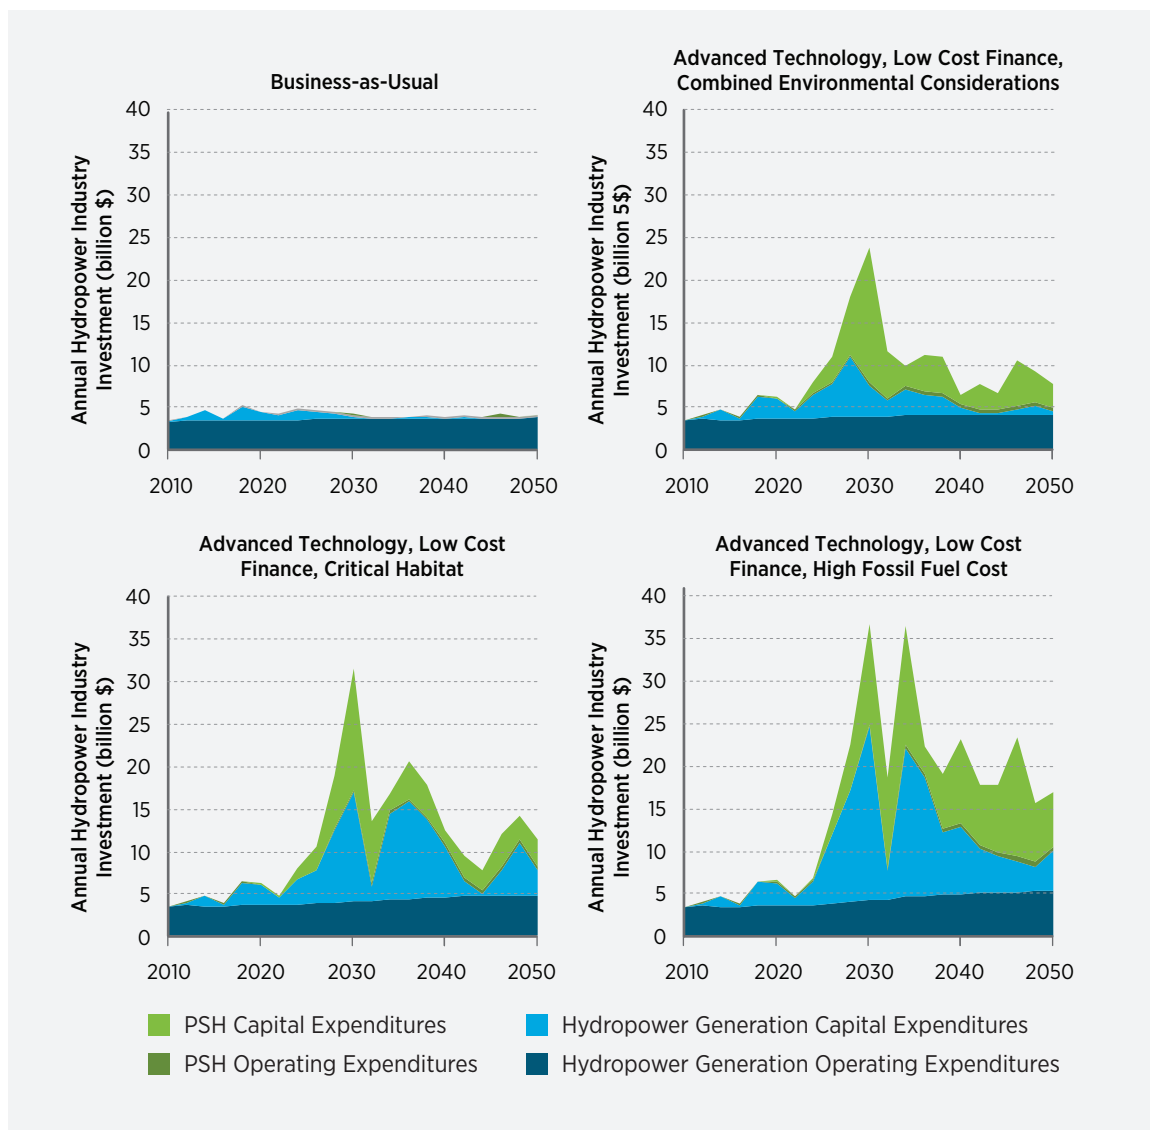 Business-as-Usual
Annual Hydropower Industry
Investment (billion $)
40
35
30
25
20
15
10
5
0
2010
2020
2030
2040
2050
Advanced Technology, Low Cost Finance,
Combined Environmental Considerations
Annual Hydropower Industry
Investment (billion 5$)
40
35
30
25
20
15
10
5
0
2010
2020
2030
2040
2050
Advanced Technology, Low Cost
Finance, Critical Habitat
Annual Hydropower Industry
Investment (billion $)
40
35
30
25
20
15
10
5
0
2010
2020
2030
2040
2050
Advanced Technology, Low Cost
Finance, High Fossil Fuel Cost
Annual Hydropower Industry
Investment (billion $)
40
35
30
25
20
15
10
5
0
2010
2020
2030
2040
2050
PSH Capital Expenditures
Hydropower Generation Capital Expenditures
PSH Operating Expenditures
Hydropower Generation Operating Expenditures